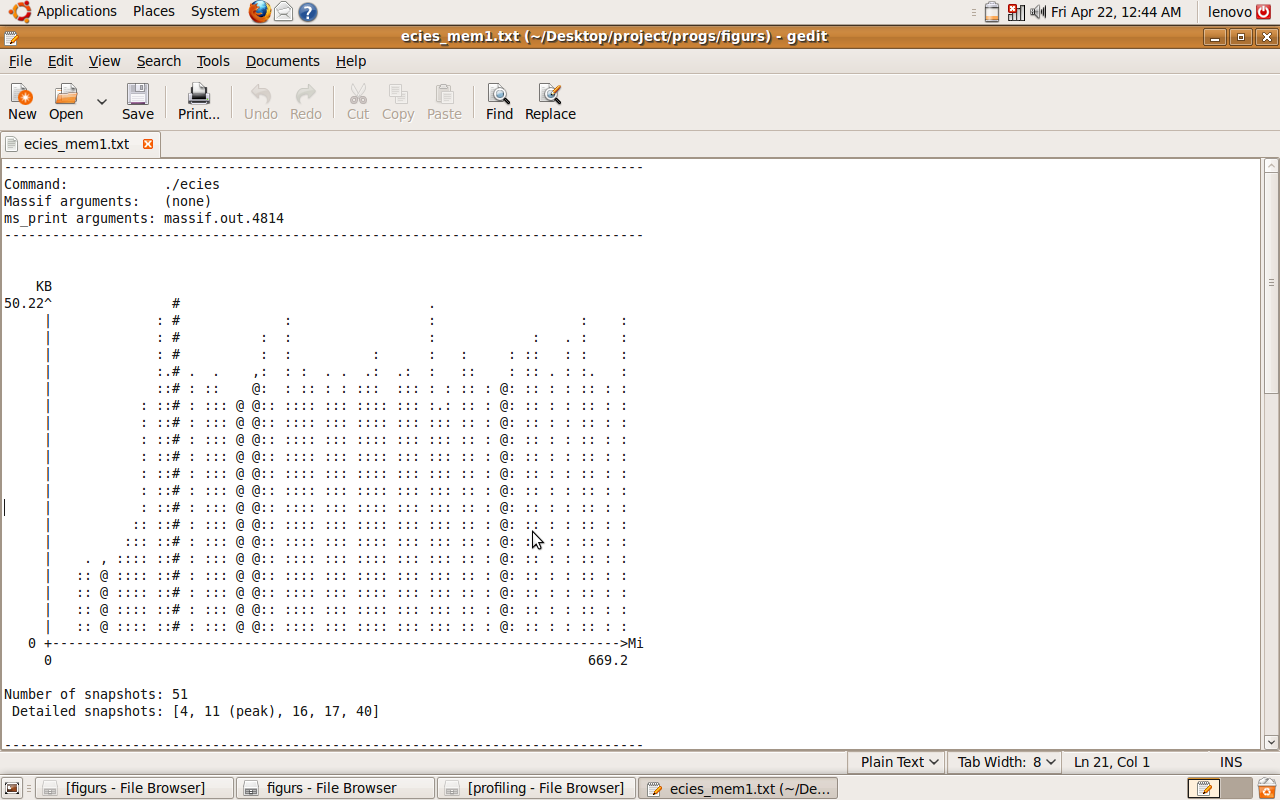 Applications Places System Fri Apr 22, 12:44 AM lenovo
ecies_mem1.txt (~/Desktop/project/progs/figurs) - gedit
File Edit View Search Tools Documents Help
New Open Save Print... Undo Redo Cut Copy Paste Find Replace
ecies_mem1.txt
--------------------------------------------------------------------------------
Command:            ./ecies
Massif arguments:   (none)
ms_print arguments: massif.out.4814
--------------------------------------------------------------------------------
    KB
50.22^               #                               .
     |             : #             :                 :                  :    :
     |             : #          :  :                 :            :   . :    :
     |             : #          :  :          :      :   :     : ::   : :    :
     |             :.# .  .    ,:  : :  . .  .:  .:  :   ::    : :: . : :.   :
     |             ::# : ::    @:  : :: : : :::  ::: : : :: : @: :: : : :: : :
     |           : ::# : ::: @ @:: :::: ::: :::: ::: :.: :: : @: :: : : :: : :
     |           : ::# : ::: @ @:: :::: ::: :::: ::: ::: :: : @: :: : : :: : :
     |           : ::# : ::: @ @:: :::: ::: :::: ::: ::: :: : @: :: : : :: : :
     |           : ::# : ::: @ @:: :::: ::: :::: ::: ::: :: : @: :: : : :: : :
     |           : ::# : ::: @ @:: :::: ::: :::: ::: ::: :: : @: :: : : :: : :
     |           : ::# : ::: @ @:: :::: ::: :::: ::: ::: :: : @: :: : : :: : :
     |           : ::# : ::: @ @:: :::: ::: :::: ::: ::: :: : @: :: : : :: : :
     |          :: ::# : ::: @ @:: :::: ::: :::: ::: ::: :: : @: :: : : :: : :
     |         ::: ::# : ::: @ @:: :::: ::: :::: ::: ::: :: : @: :: : : :: : :
     |    . , :::: ::# : ::: @ @:: :::: ::: :::: ::: ::: :: : @: :: : : :: : :
     |   :: @ :::: ::# : ::: @ @:: :::: ::: :::: ::: ::: :: : @: :: : : :: : :
     |   :: @ :::: ::# : ::: @ @:: :::: ::: :::: ::: ::: :: : @: :: : : :: : :
     |   :: @ :::: ::# : ::: @ @:: :::: ::: :::: ::: ::: :: : @: :: : : :: : :
     |   :: @ :::: ::# : ::: @ @:: :::: ::: :::: ::: ::: :: : @: :: : : :: : :
   0 +----------------------------------------------------------------------->Mi
     0                                                                   669.2
Number of snapshots: 51
 Detailed snapshots: [4, 11 (peak), 16, 17, 40]
--------------------------------------------------------------------------------
Plain Text Tab Width: 8 Ln 21, Col 1 INS
[figurs - File Browser] figurs - File Browser [profiling - File Browser] ecies_mem1.txt (~/De...